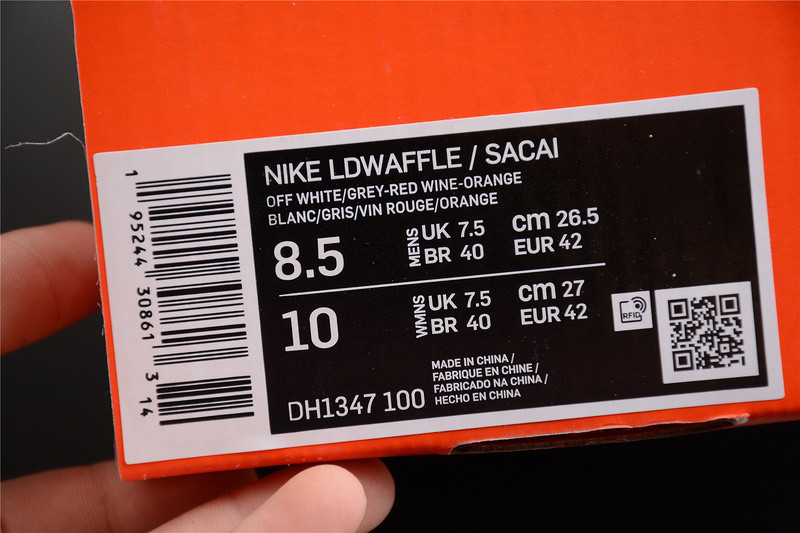 NIKE LDWAFFLE / SACAI
OFF WHITE/GREY-RED WINE-ORANGE
BLANC/GRIS/VIN ROUGE/ORANGE
8.5 MENS UK 7.5 cm 26.5
BR 40 EUR 42
10 WMNS UK 7.5 cm 27
BR 40 EUR 42
RFID
MADE IN CHINA /
FABRIQUE EN CHINE /
FABRICADO NA CHINA /
HECHO EN CHINA
DH1347 100
1 95244 30861 3 14